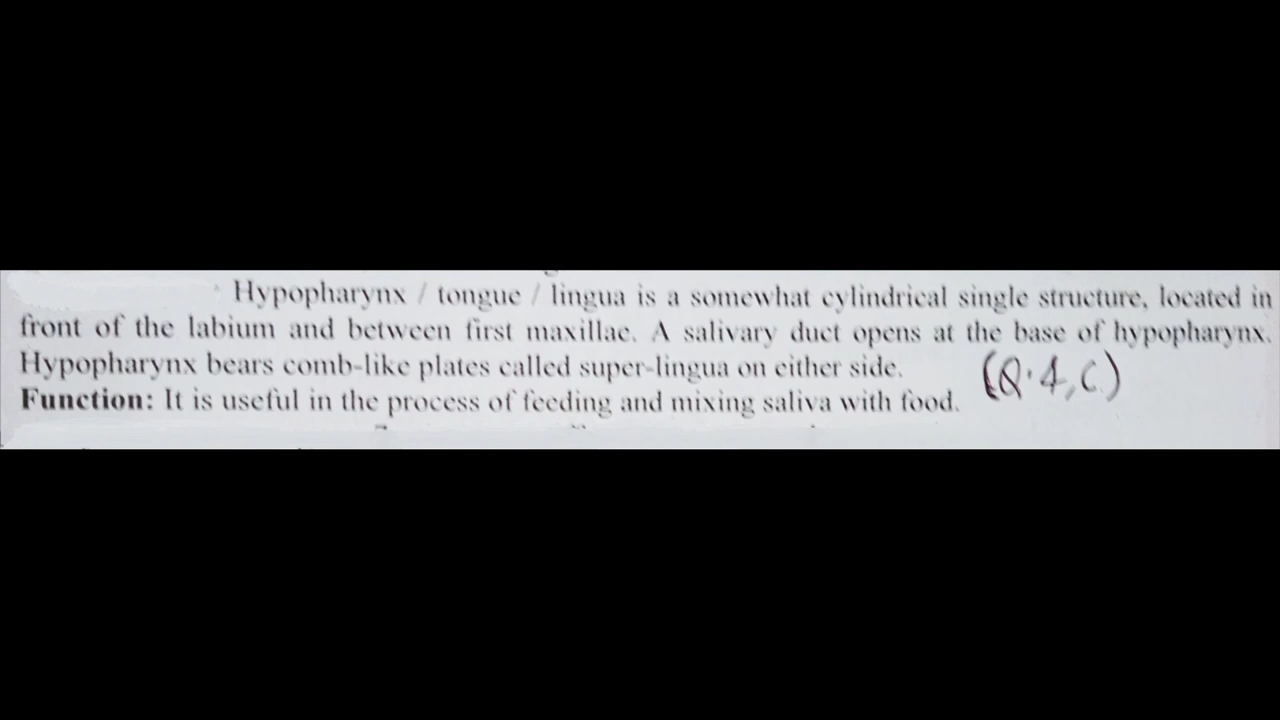 Hypopharynx / tongue / lingua is a somewhat cylindrical single structure, located in
front of the labium and between first maxillae. A salivary duct opens at the base of hypopharynx.
Hypopharynx bears comb-like plates called super-lingua on either side.
(Q.4,C)
Function: It is useful in the process of feeding and mixing saliva with food.